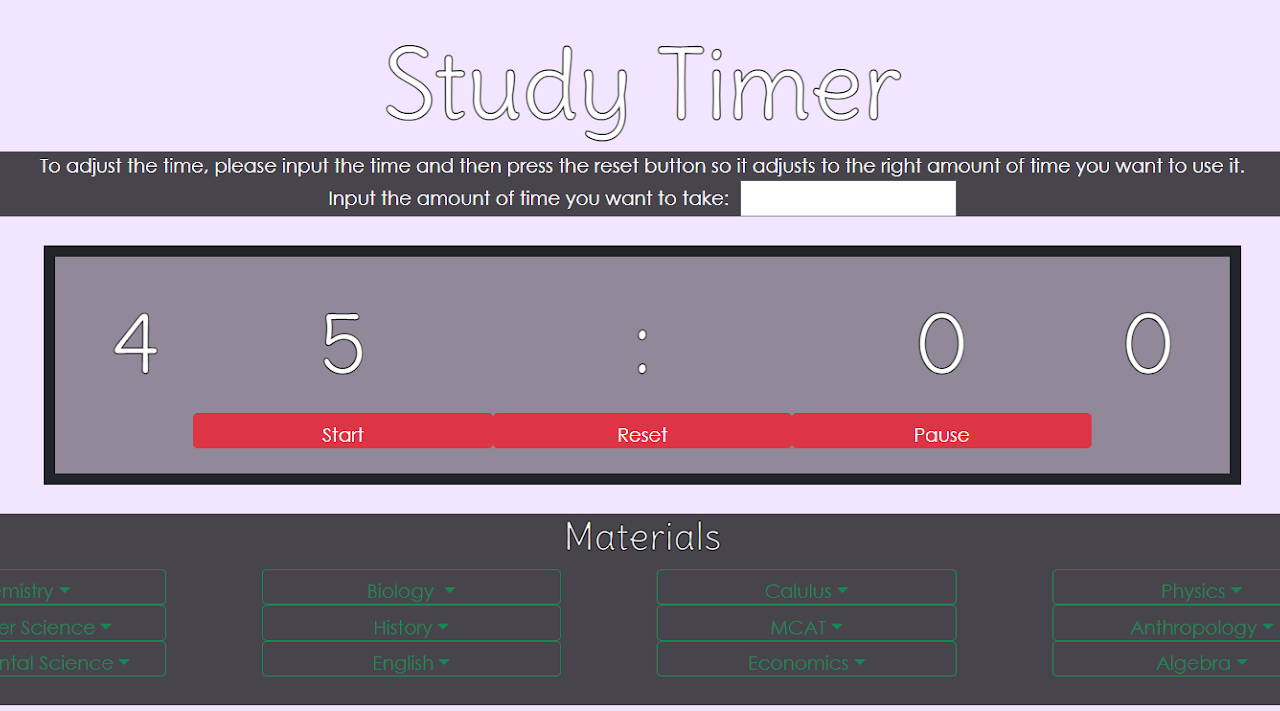 Study Timer
To adjust the time, please input the time and then press the reset button so it adjusts to the right amount of time you want to use it.
Input the amount of time you want to take:
4 5 : 0 0
Start Reset Pause
Materials
mistry Biology Calulus Physics
er Science History MCAT Anthropology
ntal Science English Economics Algebra